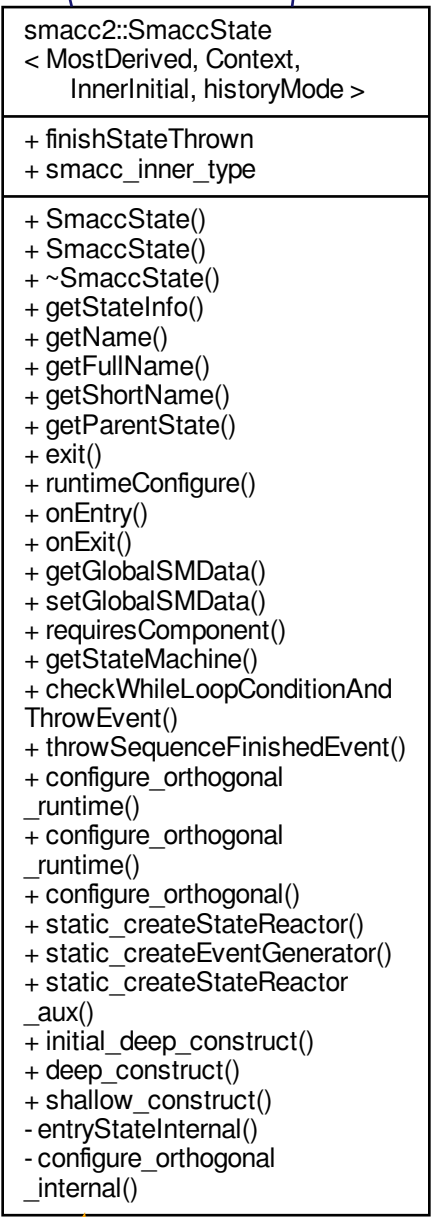 smacc2::SmaccState
< MostDerived, Context,
InnerInitial, historyMode >
+ finishStateThrown
+ smacc_inner_type
+ SmaccState()
+ SmaccState()
+ ~SmaccState()
+ getStateInfo()
+ getName()
+ getFullName()
+ getShortName()
+ getParentState()
+ exit()
+ runtimeConfigure()
+ onEntry()
+ onExit()
+ getGlobalSMData()
+ setGlobalSMData()
+ requiresComponent()
+ getStateMachine()
+ checkWhileLoopConditionAnd
ThrowEvent()
+ throwSequenceFinishedEvent()
+ configure_orthogonal
_runtime()
+ configure_orthogonal
_runtime()
+ configure_orthogonal()
+ static_createStateReactor()
+ static_createEventGenerator()
+ static_createStateReactor
_aux()
+ initial_deep_construct()
+ deep_construct()
+ shallow_construct()
- entryStateInternal()
- configure_orthogonal
_internal()